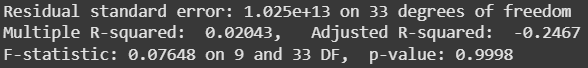 Residual standard error: 1.025e+13 on 33 degrees of freedom
Multiple R-squared:  0.02043,   Adjusted R-squared:  -0.2467
F-statistic: 0.07648 on 9 and 33 DF,  p-value: 0.9998